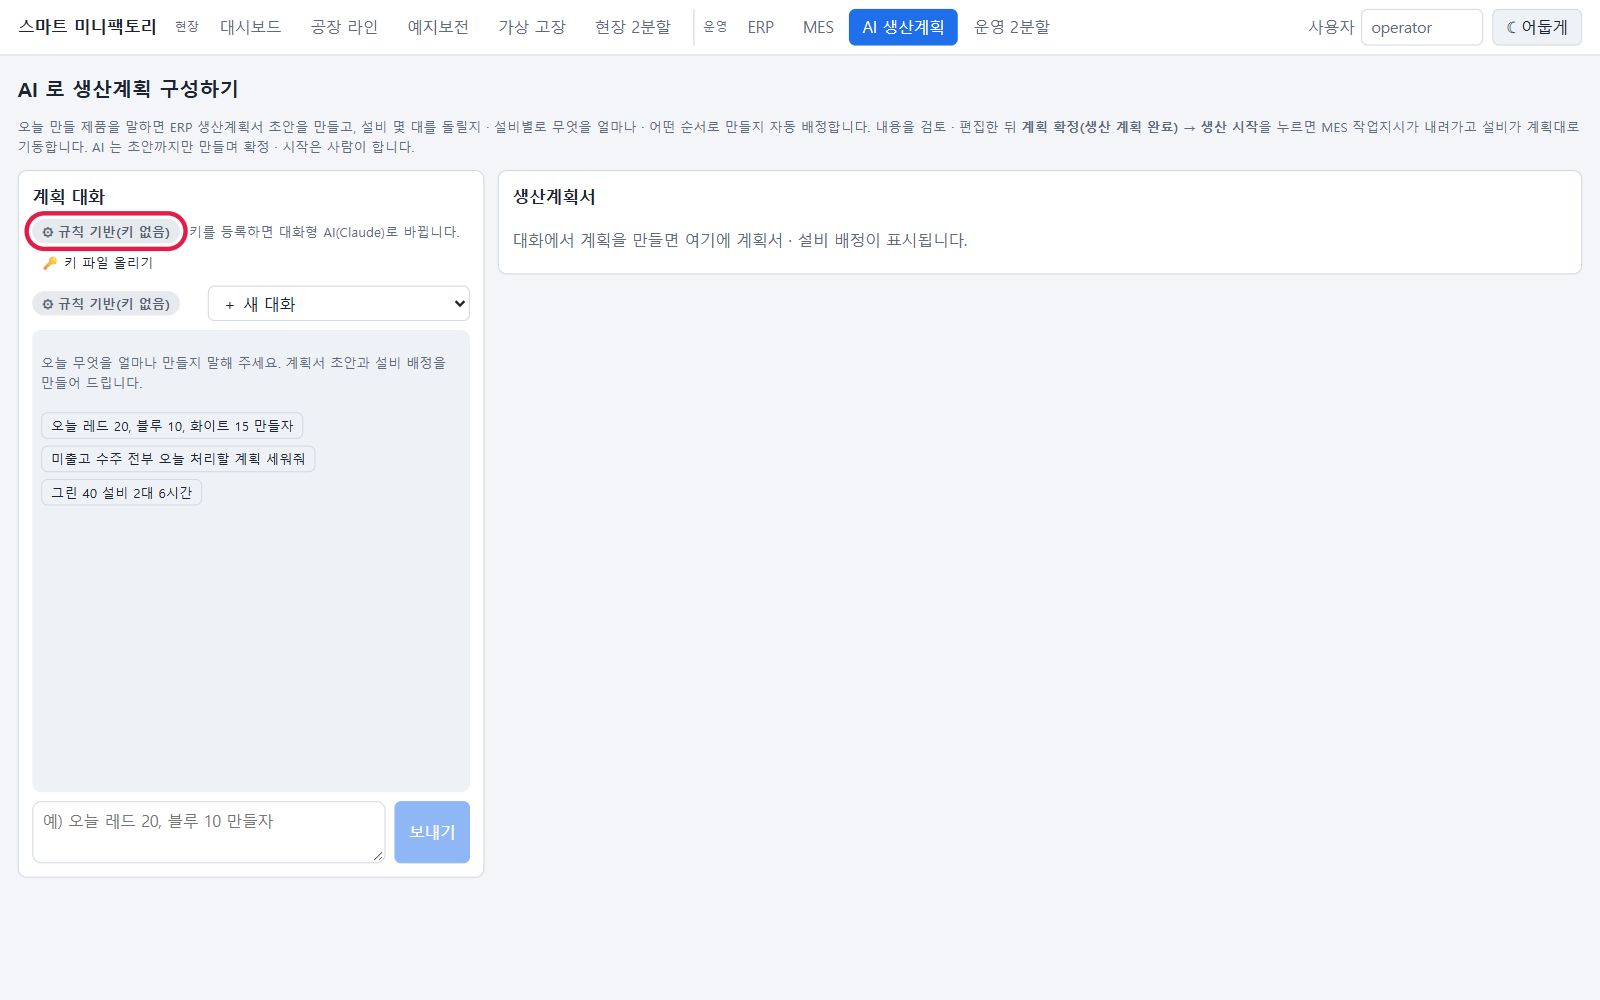 스마트 미니팩토리 현장 대시보드 공장 라인 예지보전 가상 고장 현장 2분할 운영 ERP MES AI 생산계획 운영 2분할 사용자 operator ☾ 어둡게
AI 로 생산계획 구성하기
오늘 만들 제품을 말하면 ERP 생산계획서 초안을 만들고, 설비 몇 대를 돌릴지 · 설비별로 무엇을 얼마나 · 어떤 순서로 만들지 자동 배정합니다. 내용을 검토 · 편집한 뒤 계획 확정(생산 계획 완료) → 생산 시작을 누르면 MES 작업지시가 내려가고 설비가 계획대로
기동합니다. AI 는 초안까지만 만들며 확정 · 시작은 사람이 합니다.
계획 대화
⚙ 규칙 기반(키 없음) 키를 등록하면 대화형 AI(Claude)로 바뀝니다.
🔑 키 파일 올리기
⚙ 규칙 기반(키 없음) + 새 대화
오늘 무엇을 얼마나 만들지 말해 주세요. 계획서 초안과 설비 배정을
만들어 드립니다.
오늘 레드 20, 블루 10, 화이트 15 만들자
미출고 수주 전부 오늘 처리할 계획 세워줘
그린 40 설비 2대 6시간
예) 오늘 레드 20, 블루 10 만들자
보내기
생산계획서
대화에서 계획을 만들면 여기에 계획서 · 설비 배정이 표시됩니다.